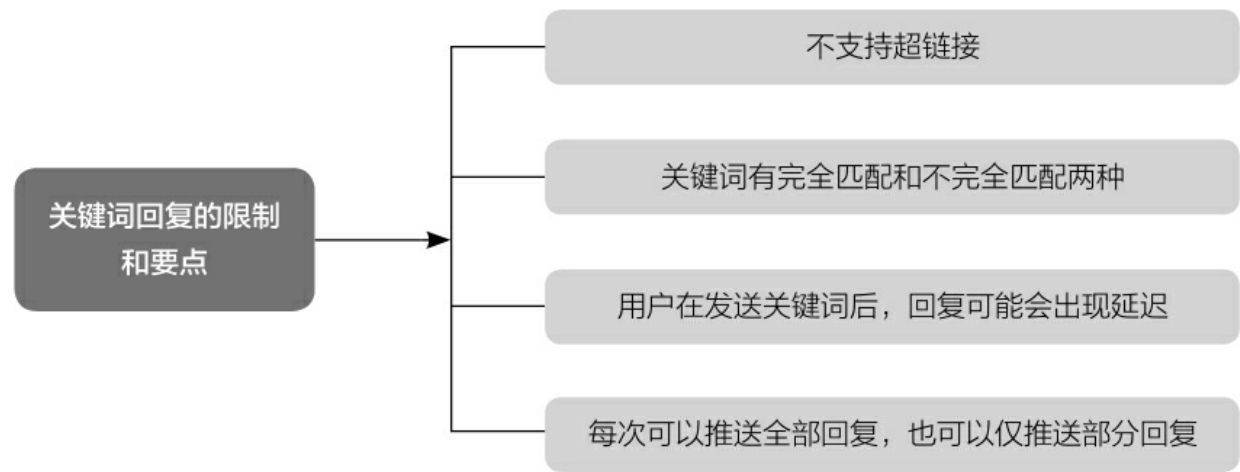 关键词回复的限制
和要点
不支持超链接
关键词有完全匹配和不完全匹配两种
用户在发送关键词后，回复可能会出现延迟
每次可以推送全部回复，也可以仅推送部分回复